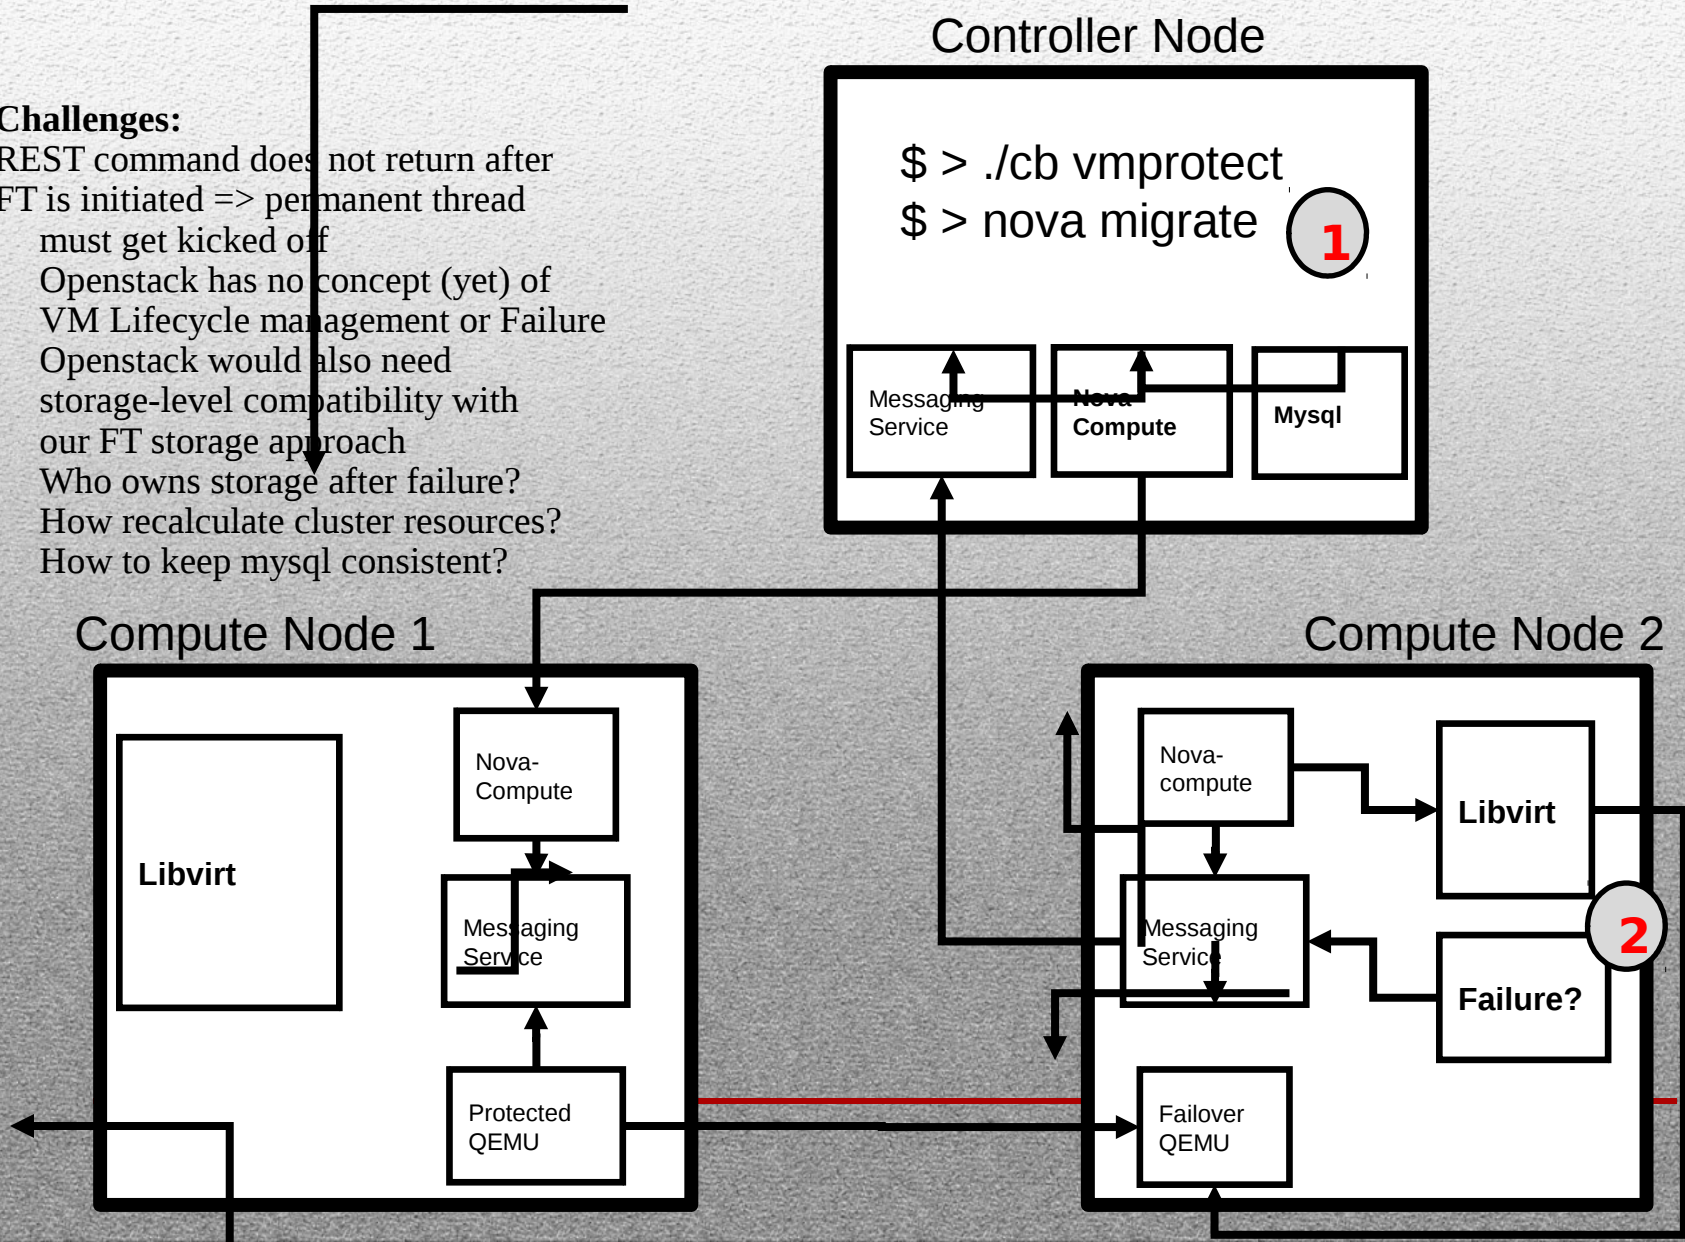 Controller Node
Challenges:
REST command does not return after
FT is initiated => permanent thread
must get kicked off
Openstack has no concept (yet) of
VM Lifecycle management or Failure
Openstack would also need
storage-level compatibility with
our FT storage approach
Who owns storage after failure?
How recalculate cluster resources?
How to keep mysql consistent?
$ > ./cb vmprotect
$ > nova migrate
1
Messaging
Service
Nova
Compute
Mysql
Compute Node 1
Libvirt
Nova-
Compute
Messaging
Service
Protected
QEMU
Compute Node 2
Nova-
compute
Libvirt
Messaging
Service
2
Failure?
Failover
QEMU